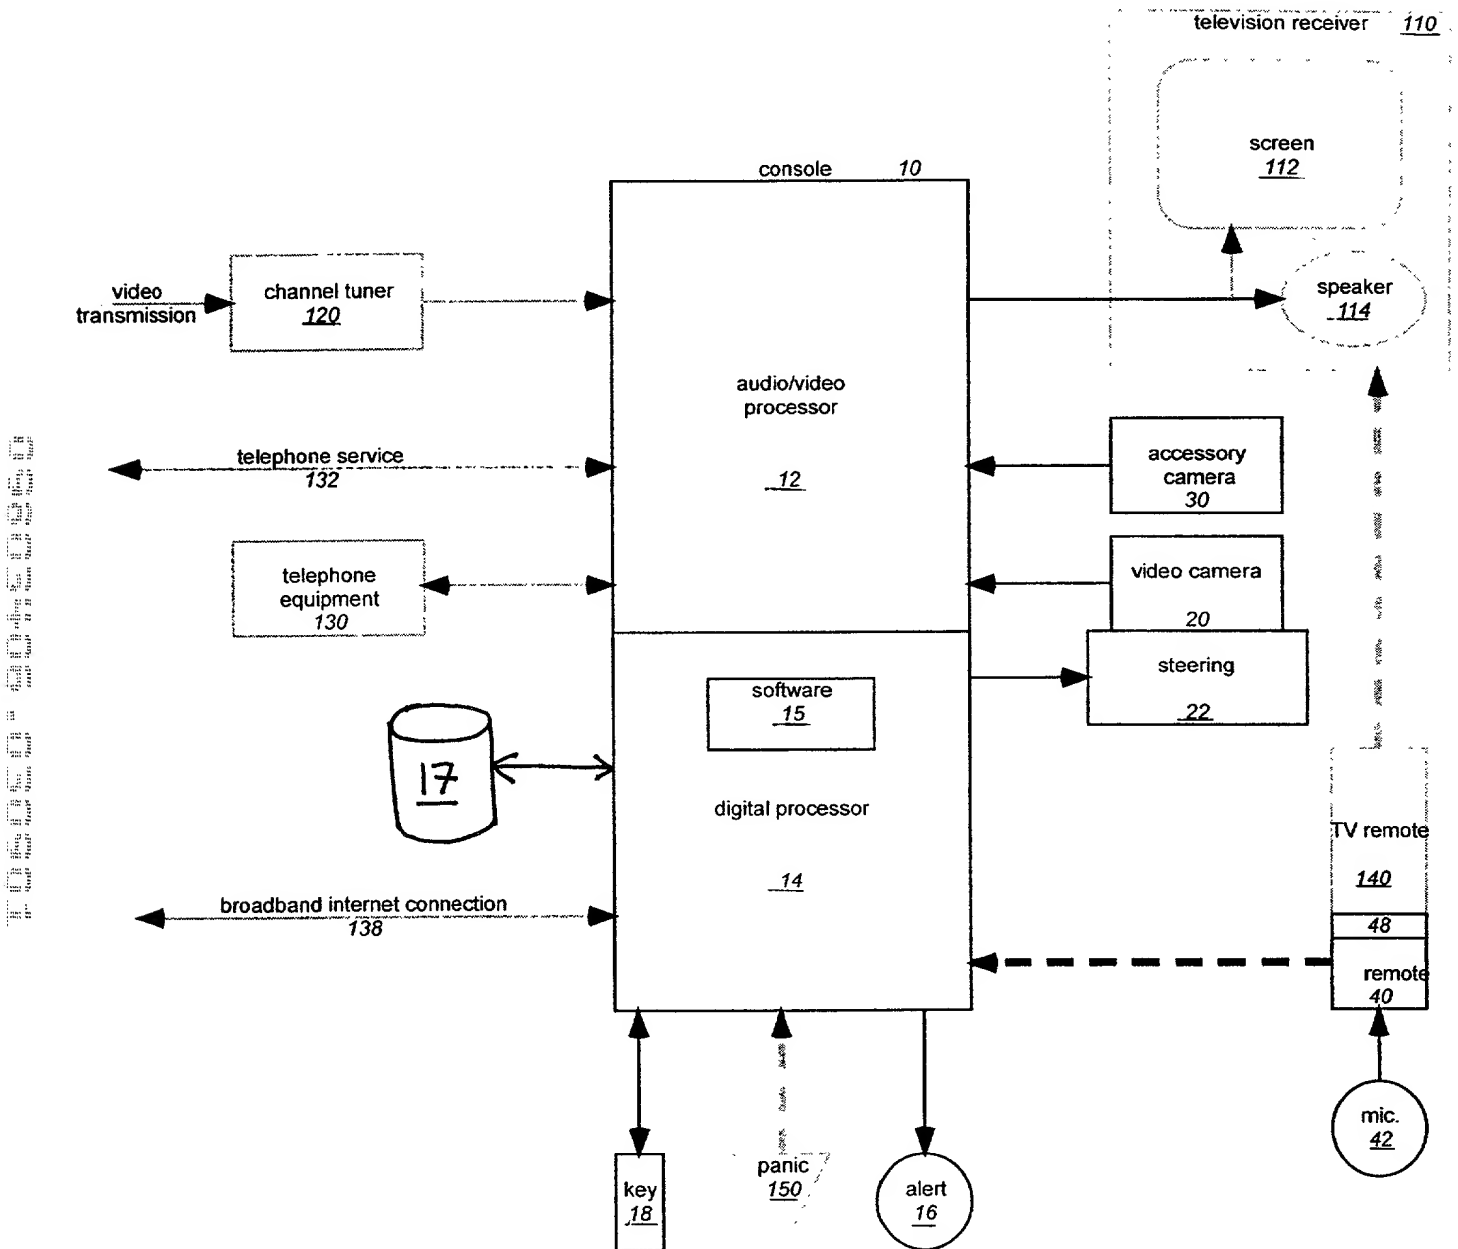 television receiver 110
screen
112
console 10
video
transmission
channel tuner
120
speaker
114
audio/video
processor
12
telephone service
132
accessory
camera
30
telephone
equipment
130
video camera
20
steering
22
software
15
17
digital processor
14
TV remote
140
48
broadband internet connection
138
remote
40
mic.
42
key
18
panic
150
alert
16